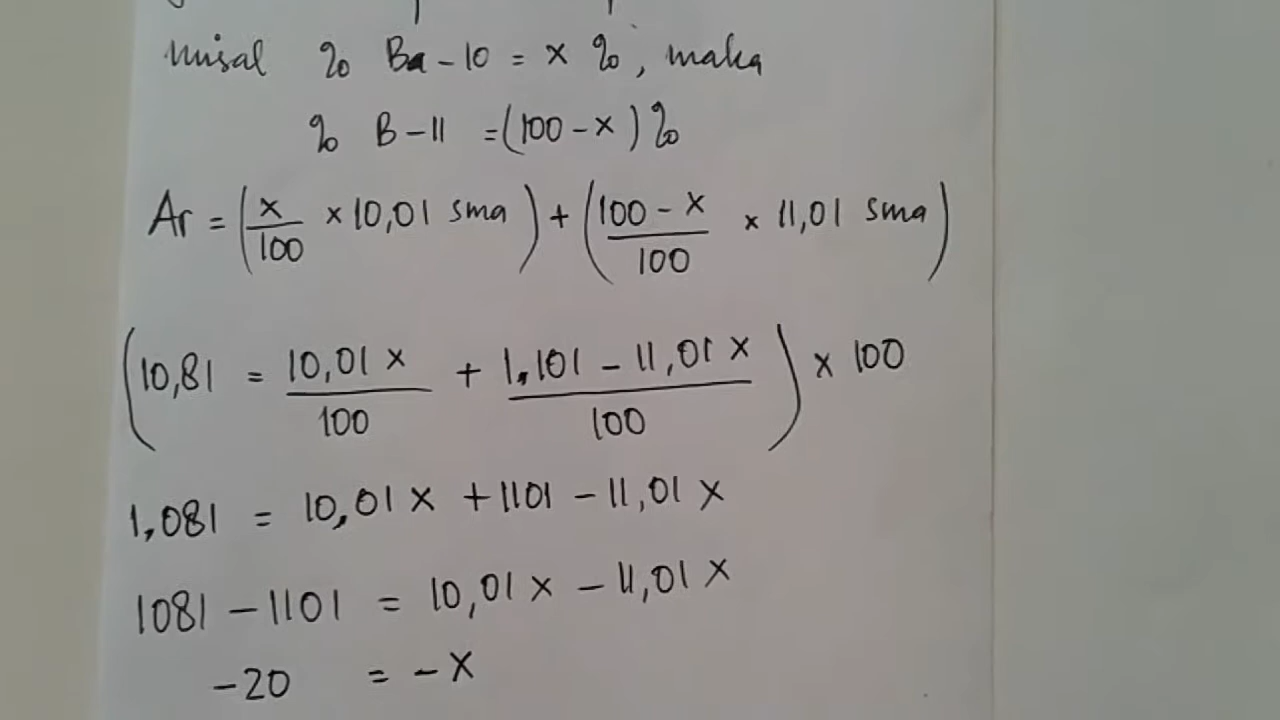 misal % Ba-10 = x %, maka
% B-11 = (100-x)%
Ar = (x/100 × 10,01 sma) + (100-x/100 × 11,01 sma)
(10,81 = 10,01 x/100 + 1,101 - 11,01 x/100) × 100
1,081 = 10,01 x + 1101 - 11,01 x
1081 - 1101 = 10,01 x - 11,01 x
-20 = -x